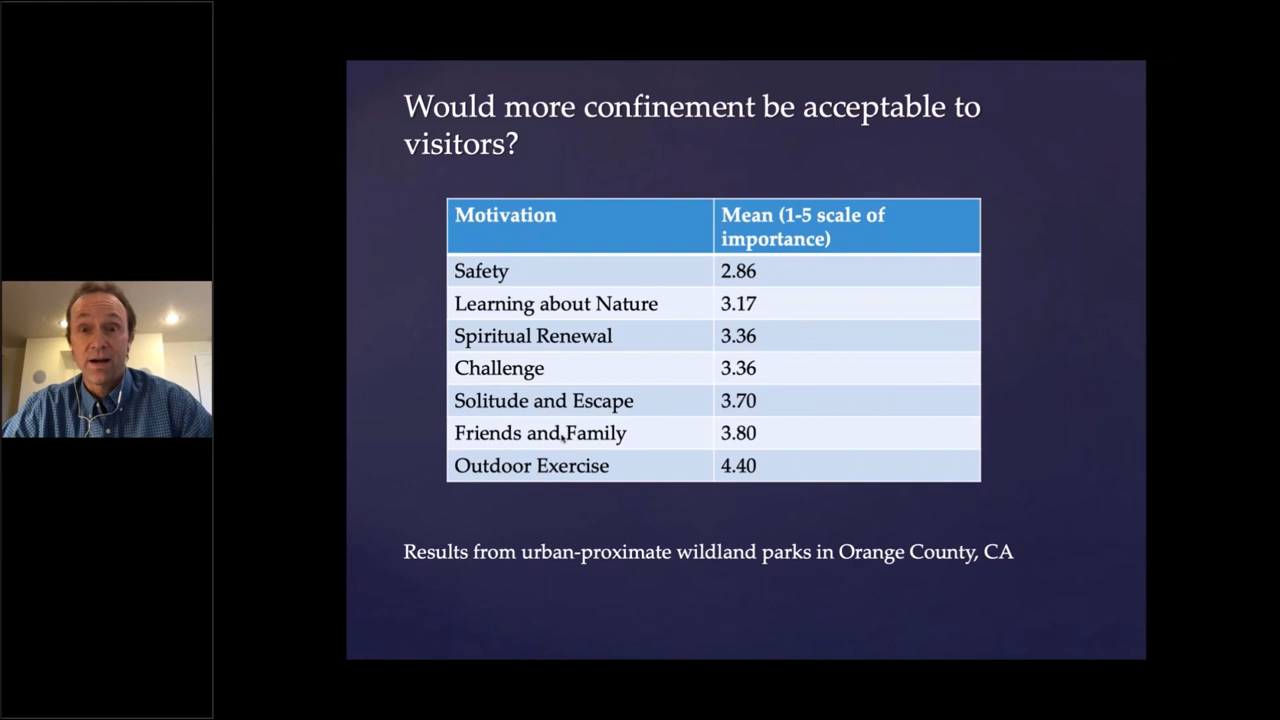 Would more confinement be acceptable to
visitors?
Motivation
Mean (1-5 scale of
importance)
Safety
2.86
Learning about Nature
3.17
Spiritual Renewal
3.36
Challenge
3.36
Solitude and Escape
3.70
Friends and Family
3.80
Outdoor Exercise
4.40
Results from urban-proximate wildland parks in Orange County, CA